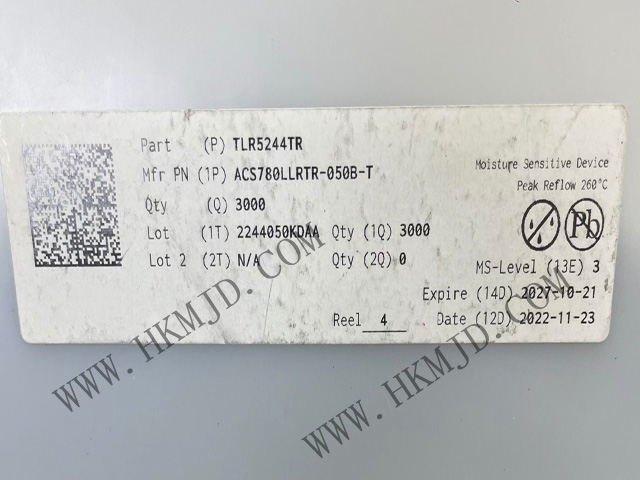 Part (P) TLR5244TR
Mfr PN (1P) ACS780LLRTR-050B-T
Qty (Q) 3000
Lot (1T) 2244050KDAA Qty (1Q) 3000
Lot 2 (2T) N/A Qty (2Q) 0
Moisture Sensitive Device
Peak Reflow 260°C
Pb
MS-Level (13E) 3
Expire (14D) 2027-10-21
Reel 4 Date (12D) 2022-11-23
WWW.HKMJD.COM
WWW.HKMJD.COM